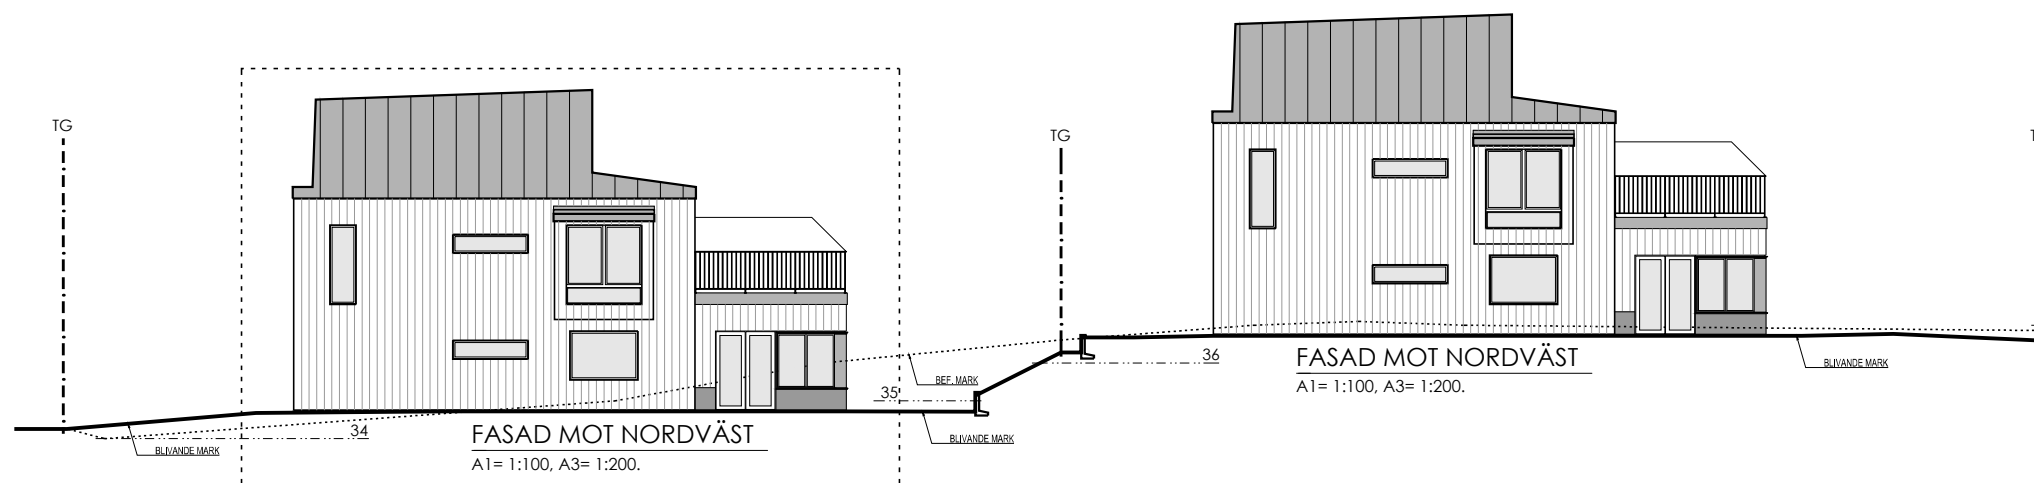 TG
TG
36
BEF. MARK
35
34
BLIVANDE MARK
FASAD MOT NORDVÄST
A1= 1:100, A3= 1:200.
BLIVANDE MARK
FASAD MOT NORDVÄST
A1= 1:100, A3= 1:200.
BLIVANDE MARK